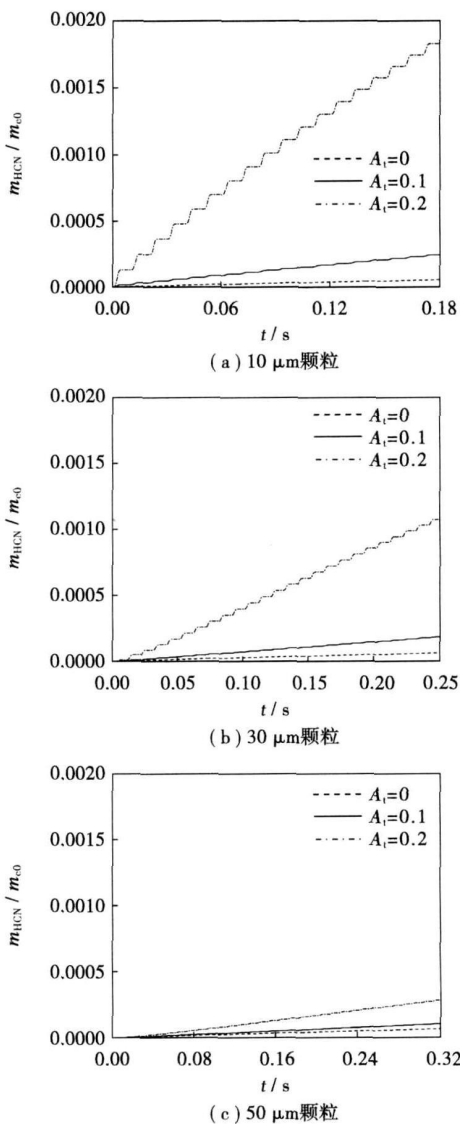 0.0020
0.0015
0.0010
0.0005
0.0000
m_HCN / m_c0
A_t=0
A_t=0.1
A_t=0.2
0.00 0.06 0.12 0.18
t / s
(a) 10 μm颗粒
0.0020
0.0015
0.0010
0.0005
0.0000
m_HCN / m_c0
A_t=0
A_t=0.1
A_t=0.2
0.00 0.05 0.10 0.15 0.20 0.25
t / s
(b) 30 μm颗粒
0.0020
0.0015
0.0010
0.0005
0.0000
m_HCN / m_c0
A_t=0
A_t=0.1
A_t=0.2
0.00 0.08 0.16 0.24 0.32
t / s
(c) 50 μm颗粒